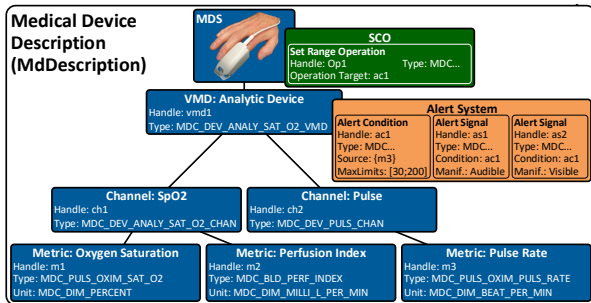 Medical Device
Description
(MdDescription)
MDS
SCO
Set Range Operation
Handle: Op1 Type: MDC...
Operation Target: ac1
VMD: Analytic Device
Handle: vmd1
Type: MDC_DEV_ANALY_SAT_O2_VMD
Alert System
Alert Condition
Handle: ac1
Type: MDC...
Source: {m3}
MaxLimits: [30;200]
Alert Signal
Handle: as1
Type: MDC...
Condition: ac1
Manif.: Audible
Alert Signal
Handle: as2
Type: MDC...
Condition: ac1
Manif.: Visible
Channel: SpO2
Handle: ch1
Type: MDC_DEV_ANALY_SAT_O2_CHAN
Channel: Pulse
Handle: ch2
Type: MDC_DEV_PULS_CHAN
Metric: Oxygen Saturation
Handle: m1
Type: MDC_PULS_OXIM_SAT_O2
Unit: MDC_DIM_PERCENT
Metric: Perfusion Index
Handle: m2
Type: MDC_BLD_PERF_INDEX
Unit: MDC_DIM_MILLI_L_PER_MIN
Metric: Pulse Rate
Handle: m3
Type: MDC_PULS_OXIM_PULS_RATE
Unit: MDC_DIM_BEAT_PER_MIN